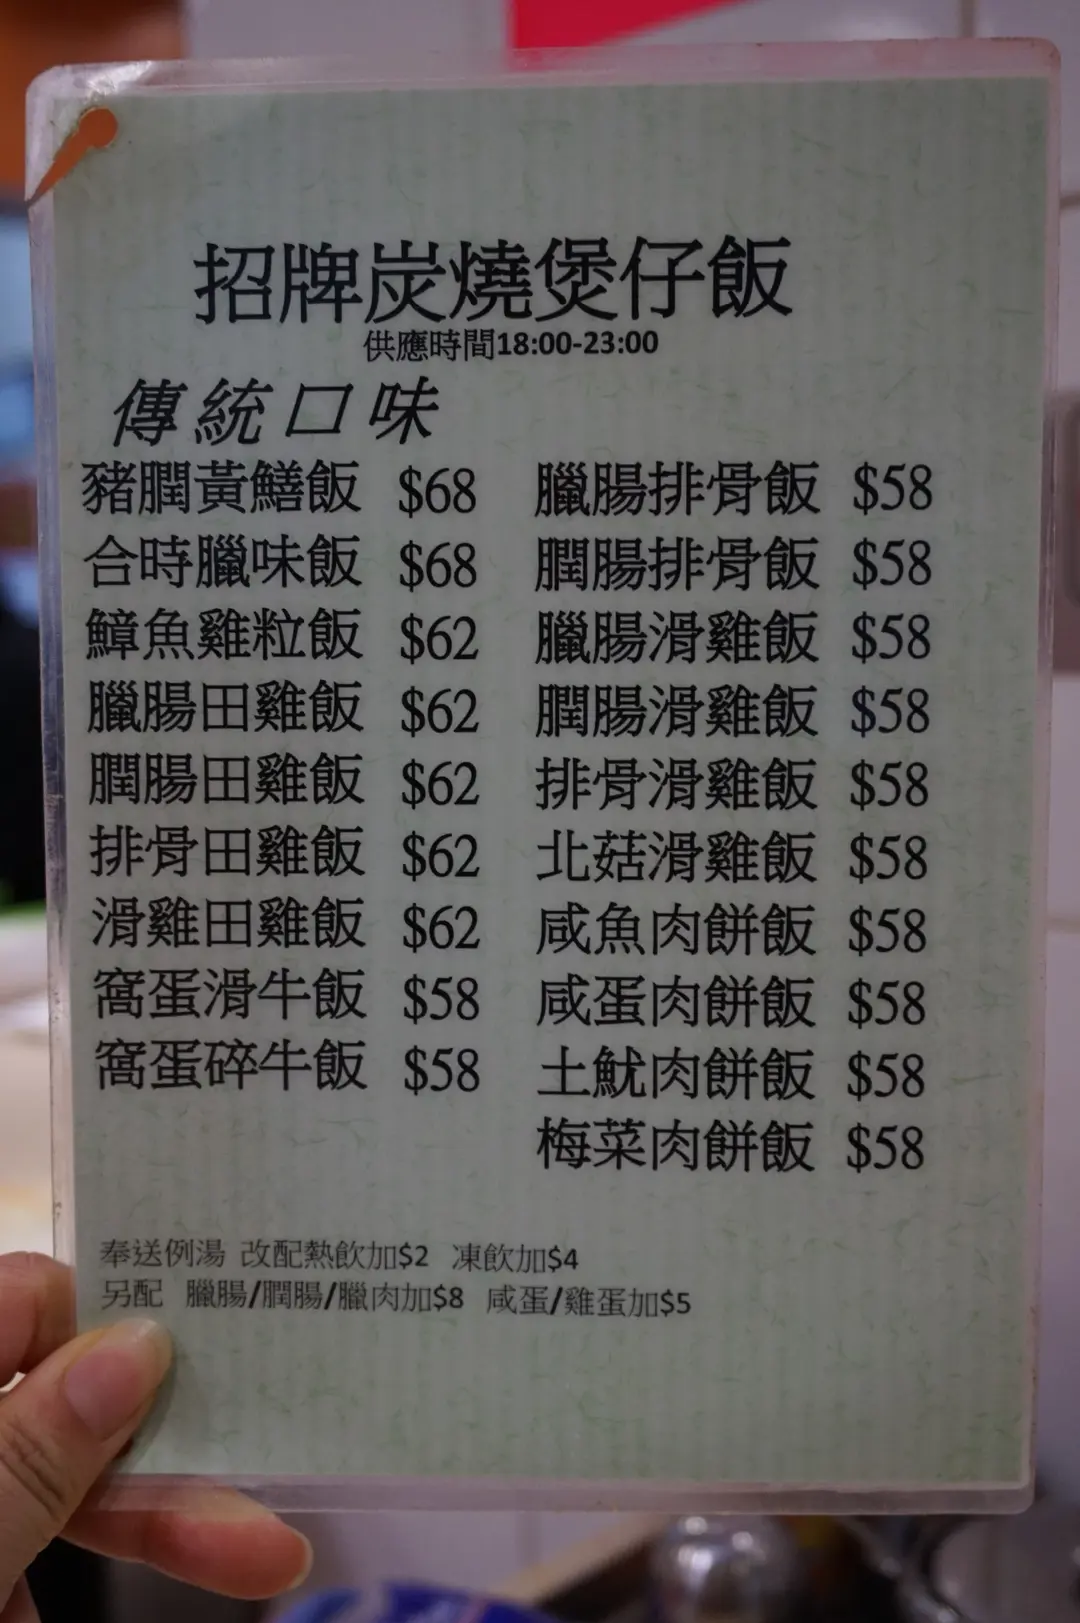 招牌炭燒煲仔飯
供應時間18:00-23:00
傳統口味
豬膶黃鱔飯 $68
合時臘味飯 $68
鱆魚雞粒飯 $62
臘腸田雞飯 $62
膶腸田雞飯 $62
排骨田雞飯 $62
滑雞田雞飯 $62
窩蛋滑牛飯 $58
窩蛋碎牛飯 $58
臘腸排骨飯 $58
膶腸排骨飯 $58
臘腸滑雞飯 $58
膶腸滑雞飯 $58
排骨滑雞飯 $58
北菇滑雞飯 $58
咸魚肉餅飯 $58
咸蛋肉餅飯 $58
土魷肉餅飯 $58
梅菜肉餅飯 $58
奉送例湯 改配熱飲加$2 凍飲加$4
另配 臘腸/膶腸/臘肉加$8 咸蛋/雞蛋加$5